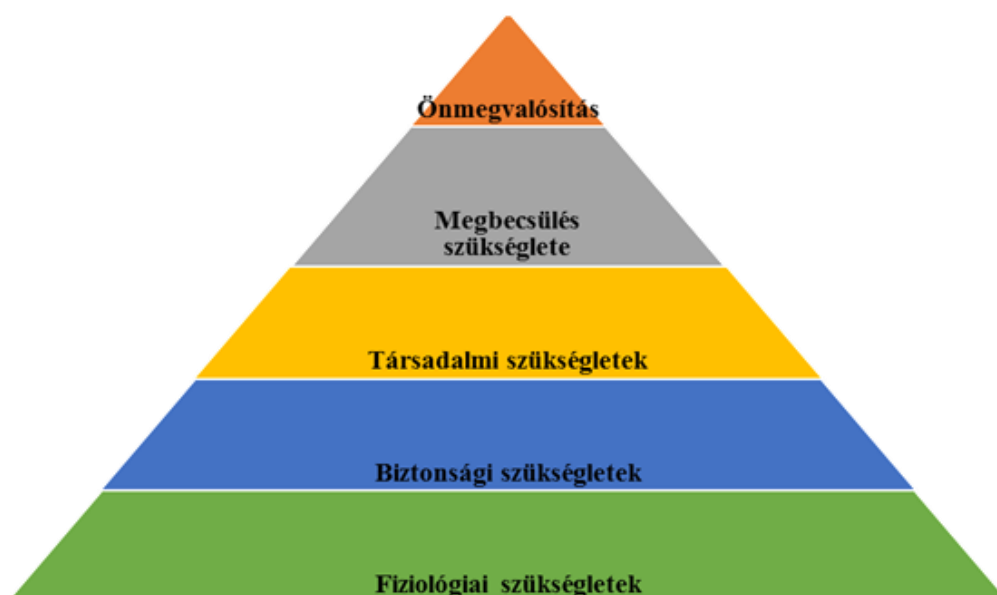 Önmegvalósítás
Megbecsülés
szükséglete
Társadalmi szükségletek
Biztonsági szükségletek
Fiziológiai szükségletek